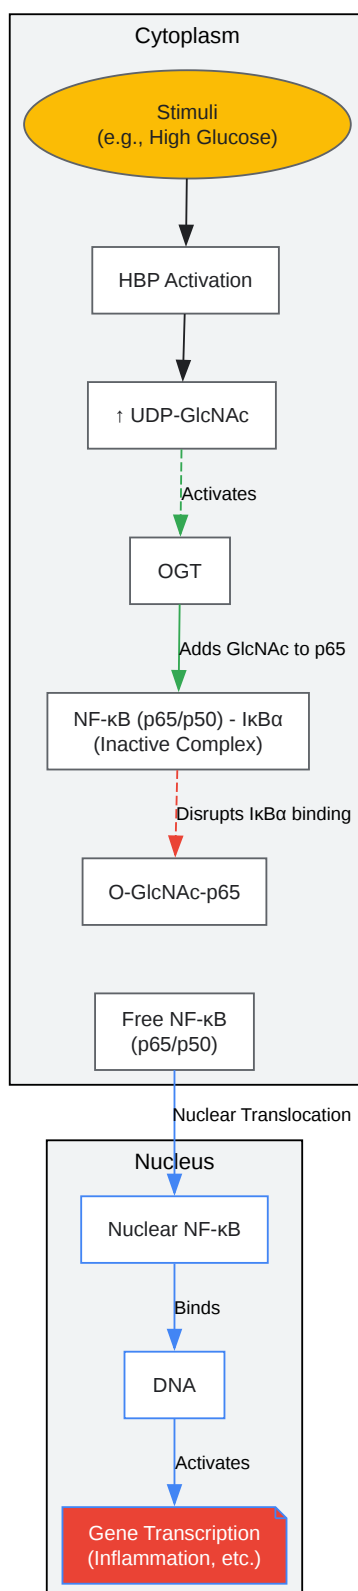 Cytoplasm
Stimuli
(e.g., High Glucose)
HBP Activation
↑ UDP-GlcNAc
Activates
OGT
Adds GlcNAc to p65
NF-κB (p65/p50) - IκBα
(Inactive Complex)
Disrupts IκBα binding
O-GlcNAc-p65
Free NF-κB
(p65/p50)
Nuclear Translocation
Nucleus
Nuclear NF-κB
Binds
DNA
Activates
Gene Transcription
(Inflammation, etc.)